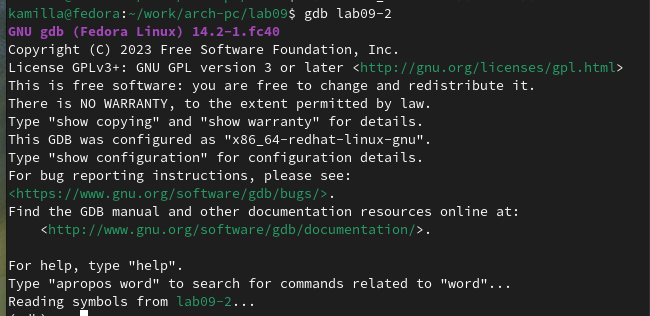 kamilla@fedora:~/work/arch-pc/lab09$ gdb lab09-2
GNU gdb (Fedora Linux) 14.2-1.fc40
Copyright (C) 2023 Free Software Foundation, Inc.
License GPLv3+: GNU GPL version 3 or later <http://gnu.org/licenses/gpl.html>
This is free software: you are free to change and redistribute it.
There is NO WARRANTY, to the extent permitted by law.
Type "show copying" and "show warranty" for details.
This GDB was configured as "x86_64-redhat-linux-gnu".
Type "show configuration" for configuration details.
For bug reporting instructions, please see:
<https://www.gnu.org/software/gdb/bugs/>.
Find the GDB manual and other documentation resources online at:
    <http://www.gnu.org/software/gdb/documentation/>.

For help, type "help".
Type "apropos word" to search for commands related to "word"...
Reading symbols from lab09-2...